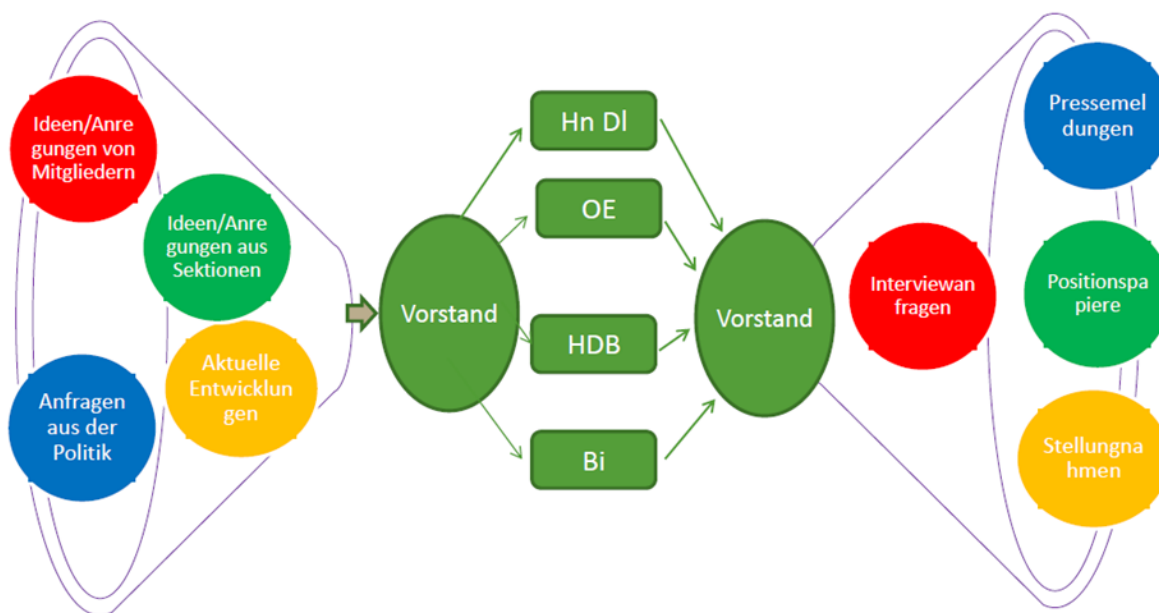 Ideen/Anre
gungen von
Mitgliedern
Ideen/Anre
gungen aus
Sektionen
Aktuelle
Entwicklun
gen
Anfragen
aus der
Politik
Vorstand
Hn Dl
OE
HDB
Bi
Vorstand
Interviewan
fragen
Pressemel
dungen
Positionspa
piere
Stellungna
hmen